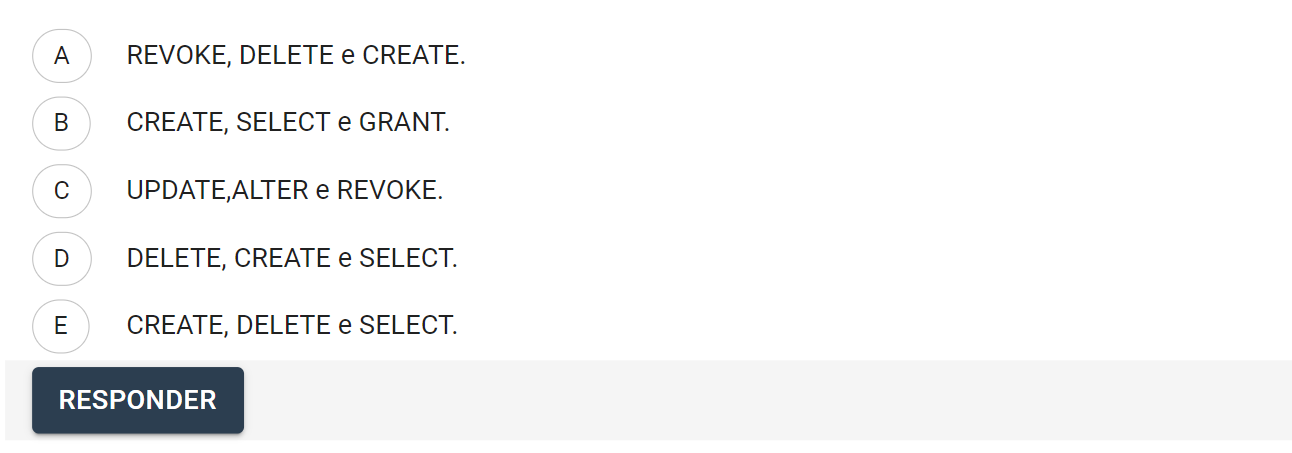 A REVOKE, DELETE e CREATE.
B CREATE, SELECT e GRANT.
C UPDATE,ALTER e REVOKE.
D DELETE, CREATE e SELECT.
E CREATE, DELETE e SELECT.
RESPONDER